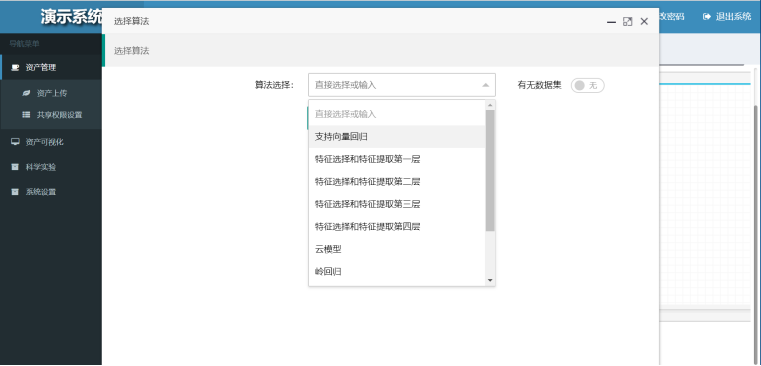 演示系统
选择算法
改密码
退出系统
导航菜单
选择算法
资产管理
资产上传
共享权限设置
资产可视化
科学实验
系统设置
算法选择：
直接选择或输入
有无数据集
无
直接选择或输入
支持向量回归
特征选择和特征提取第一层
特征选择和特征提取第二层
特征选择和特征提取第三层
特征选择和特征提取第四层
云模型
岭回归